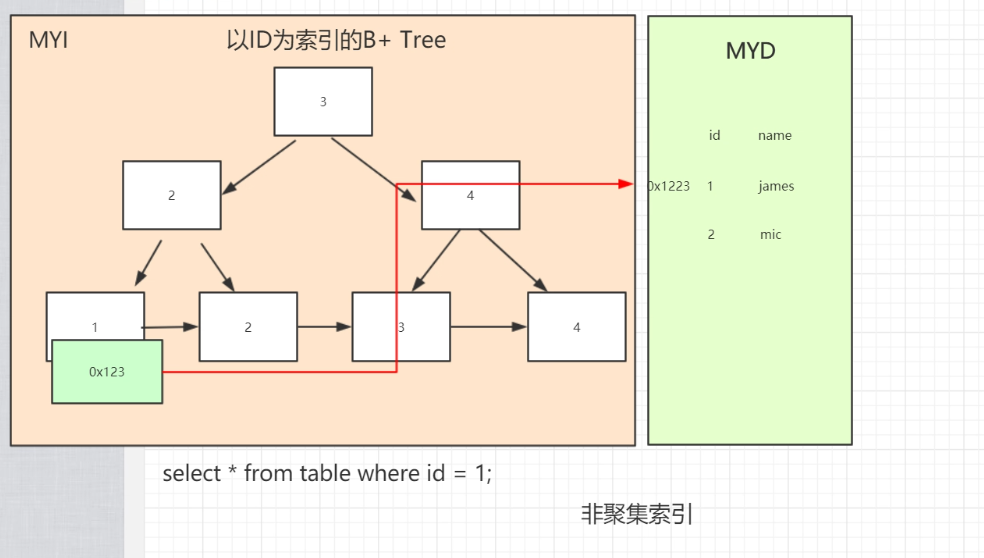 MYI
以ID为索引的B+ Tree
MYD
3
id name
2
4
0x1223 1 james
2 mic
1
2
3
4
0x123
select * from table where id = 1;
非聚集索引